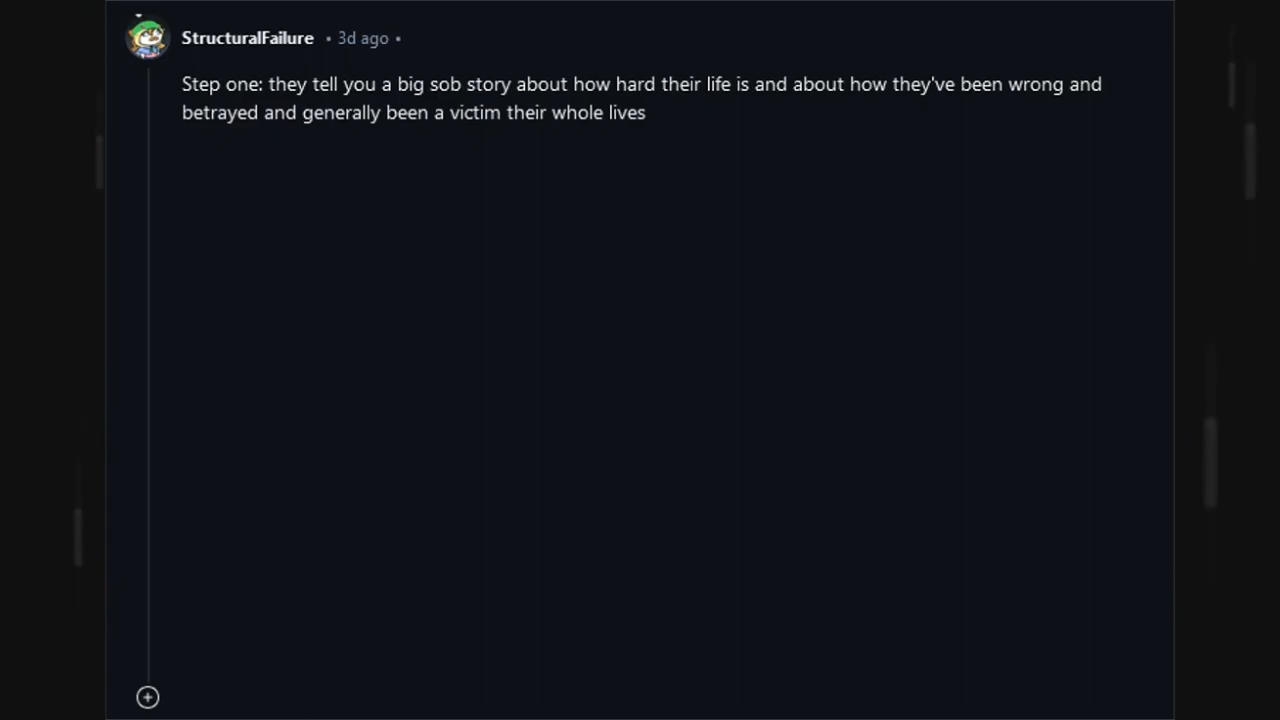 StructuralFailure • 3d ago •
Step one: they tell you a big sob story about how hard their life is and about how they've been wrong and
betrayed and generally been a victim their whole lives